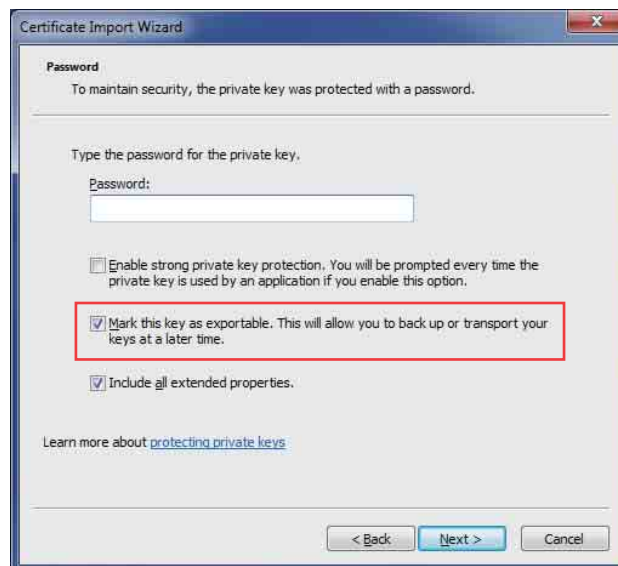 Certificate Import Wizard
Password
To maintain security, the private key was protected with a password.
Type the password for the private key.
Password:
Enable strong private key protection. You will be prompted every time the
private key is used by an application if you enable this option.
Mark this key as exportable. This will allow you to back up or transport your
keys at a later time.
Include all extended properties.
Learn more about protecting private keys
< Back Next > Cancel